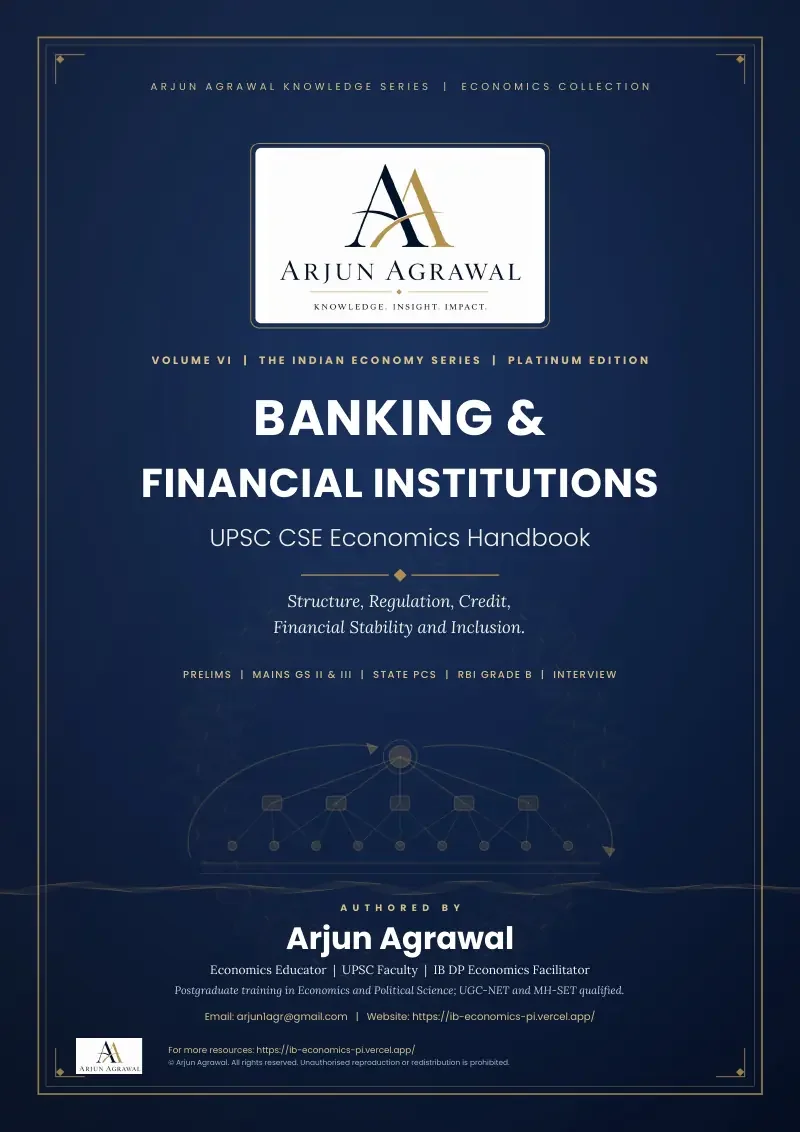 ARJUN AGRAWAL KNOWLEDGE SERIES | ECONOMICS COLLECTION
AA
ARJUN AGRAWAL
KNOWLEDGE. INSIGHT. IMPACT.
VOLUME VI | THE INDIAN ECONOMY SERIES | PLATINUM EDITION
BANKING &
FINANCIAL INSTITUTIONS
UPSC CSE Economics Handbook
Structure, Regulation, Credit,
Financial Stability and Inclusion.
PRELIMS | MAINS GS II & III | STATE PCS | RBI GRADE B | INTERVIEW
AUTHORED BY
Arjun Agrawal
Economics Educator | UPSC Faculty | IB DP Economics Facilitator
Postgraduate training in Economics and Political Science; UGC-NET and MH-SET qualified.
Email: arjun1agr@gmail.com | Website: https://ib-economics-pi.vercel.app/
AA
ARJUN AGRAWAL
For more resources: https://ib-economics-pi.vercel.app/
© Arjun Agrawal. All rights reserved. Unauthorised reproduction or redistribution is prohibited.